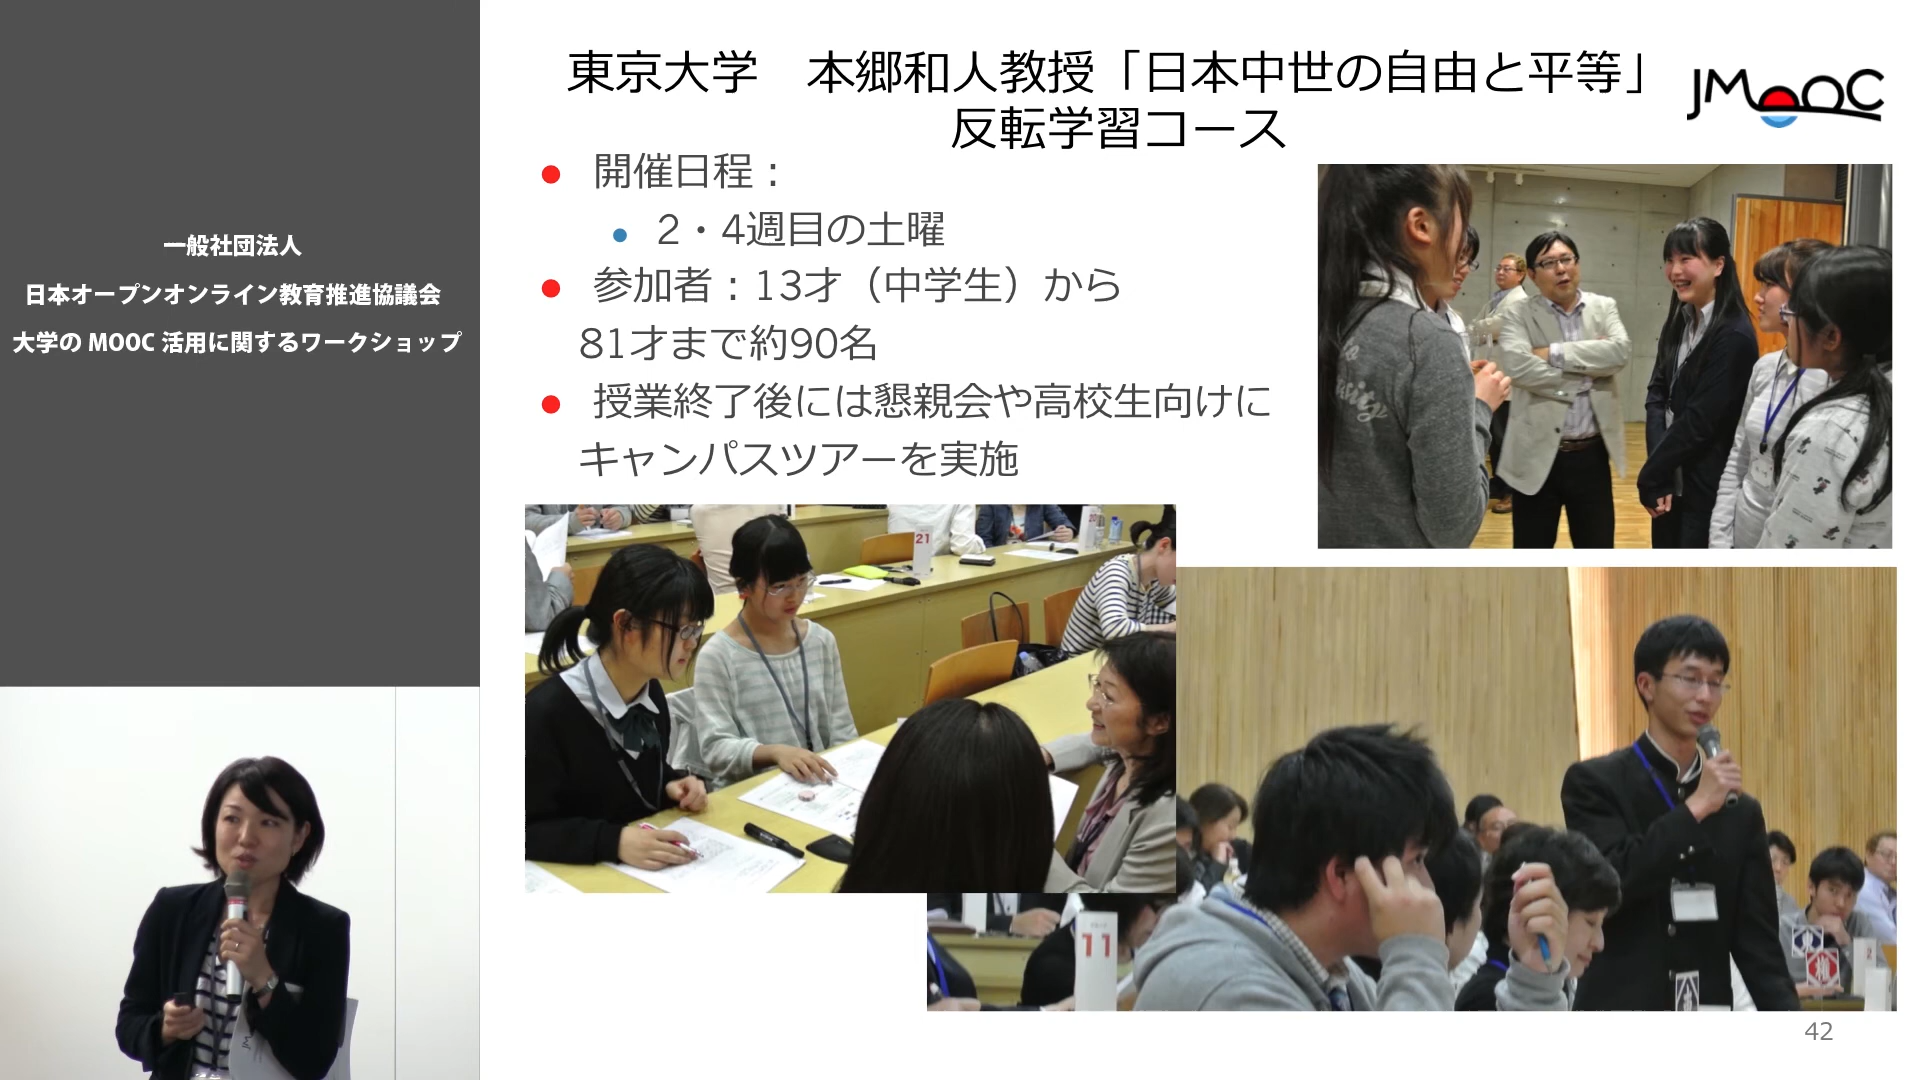 一般社団法人
日本オープンオンライン教育推進協議会
大学の MOOC 活用に関するワークショップ
東京大学　本郷和人教授「日本中世の自由と平等」
反転学習コース
JMOOC
開催日程：
2・4週目の土曜
参加者：13才（中学生）から
81才まで約90名
授業終了後には懇親会や高校生向けに
キャンパスツアーを実施
21
11
42